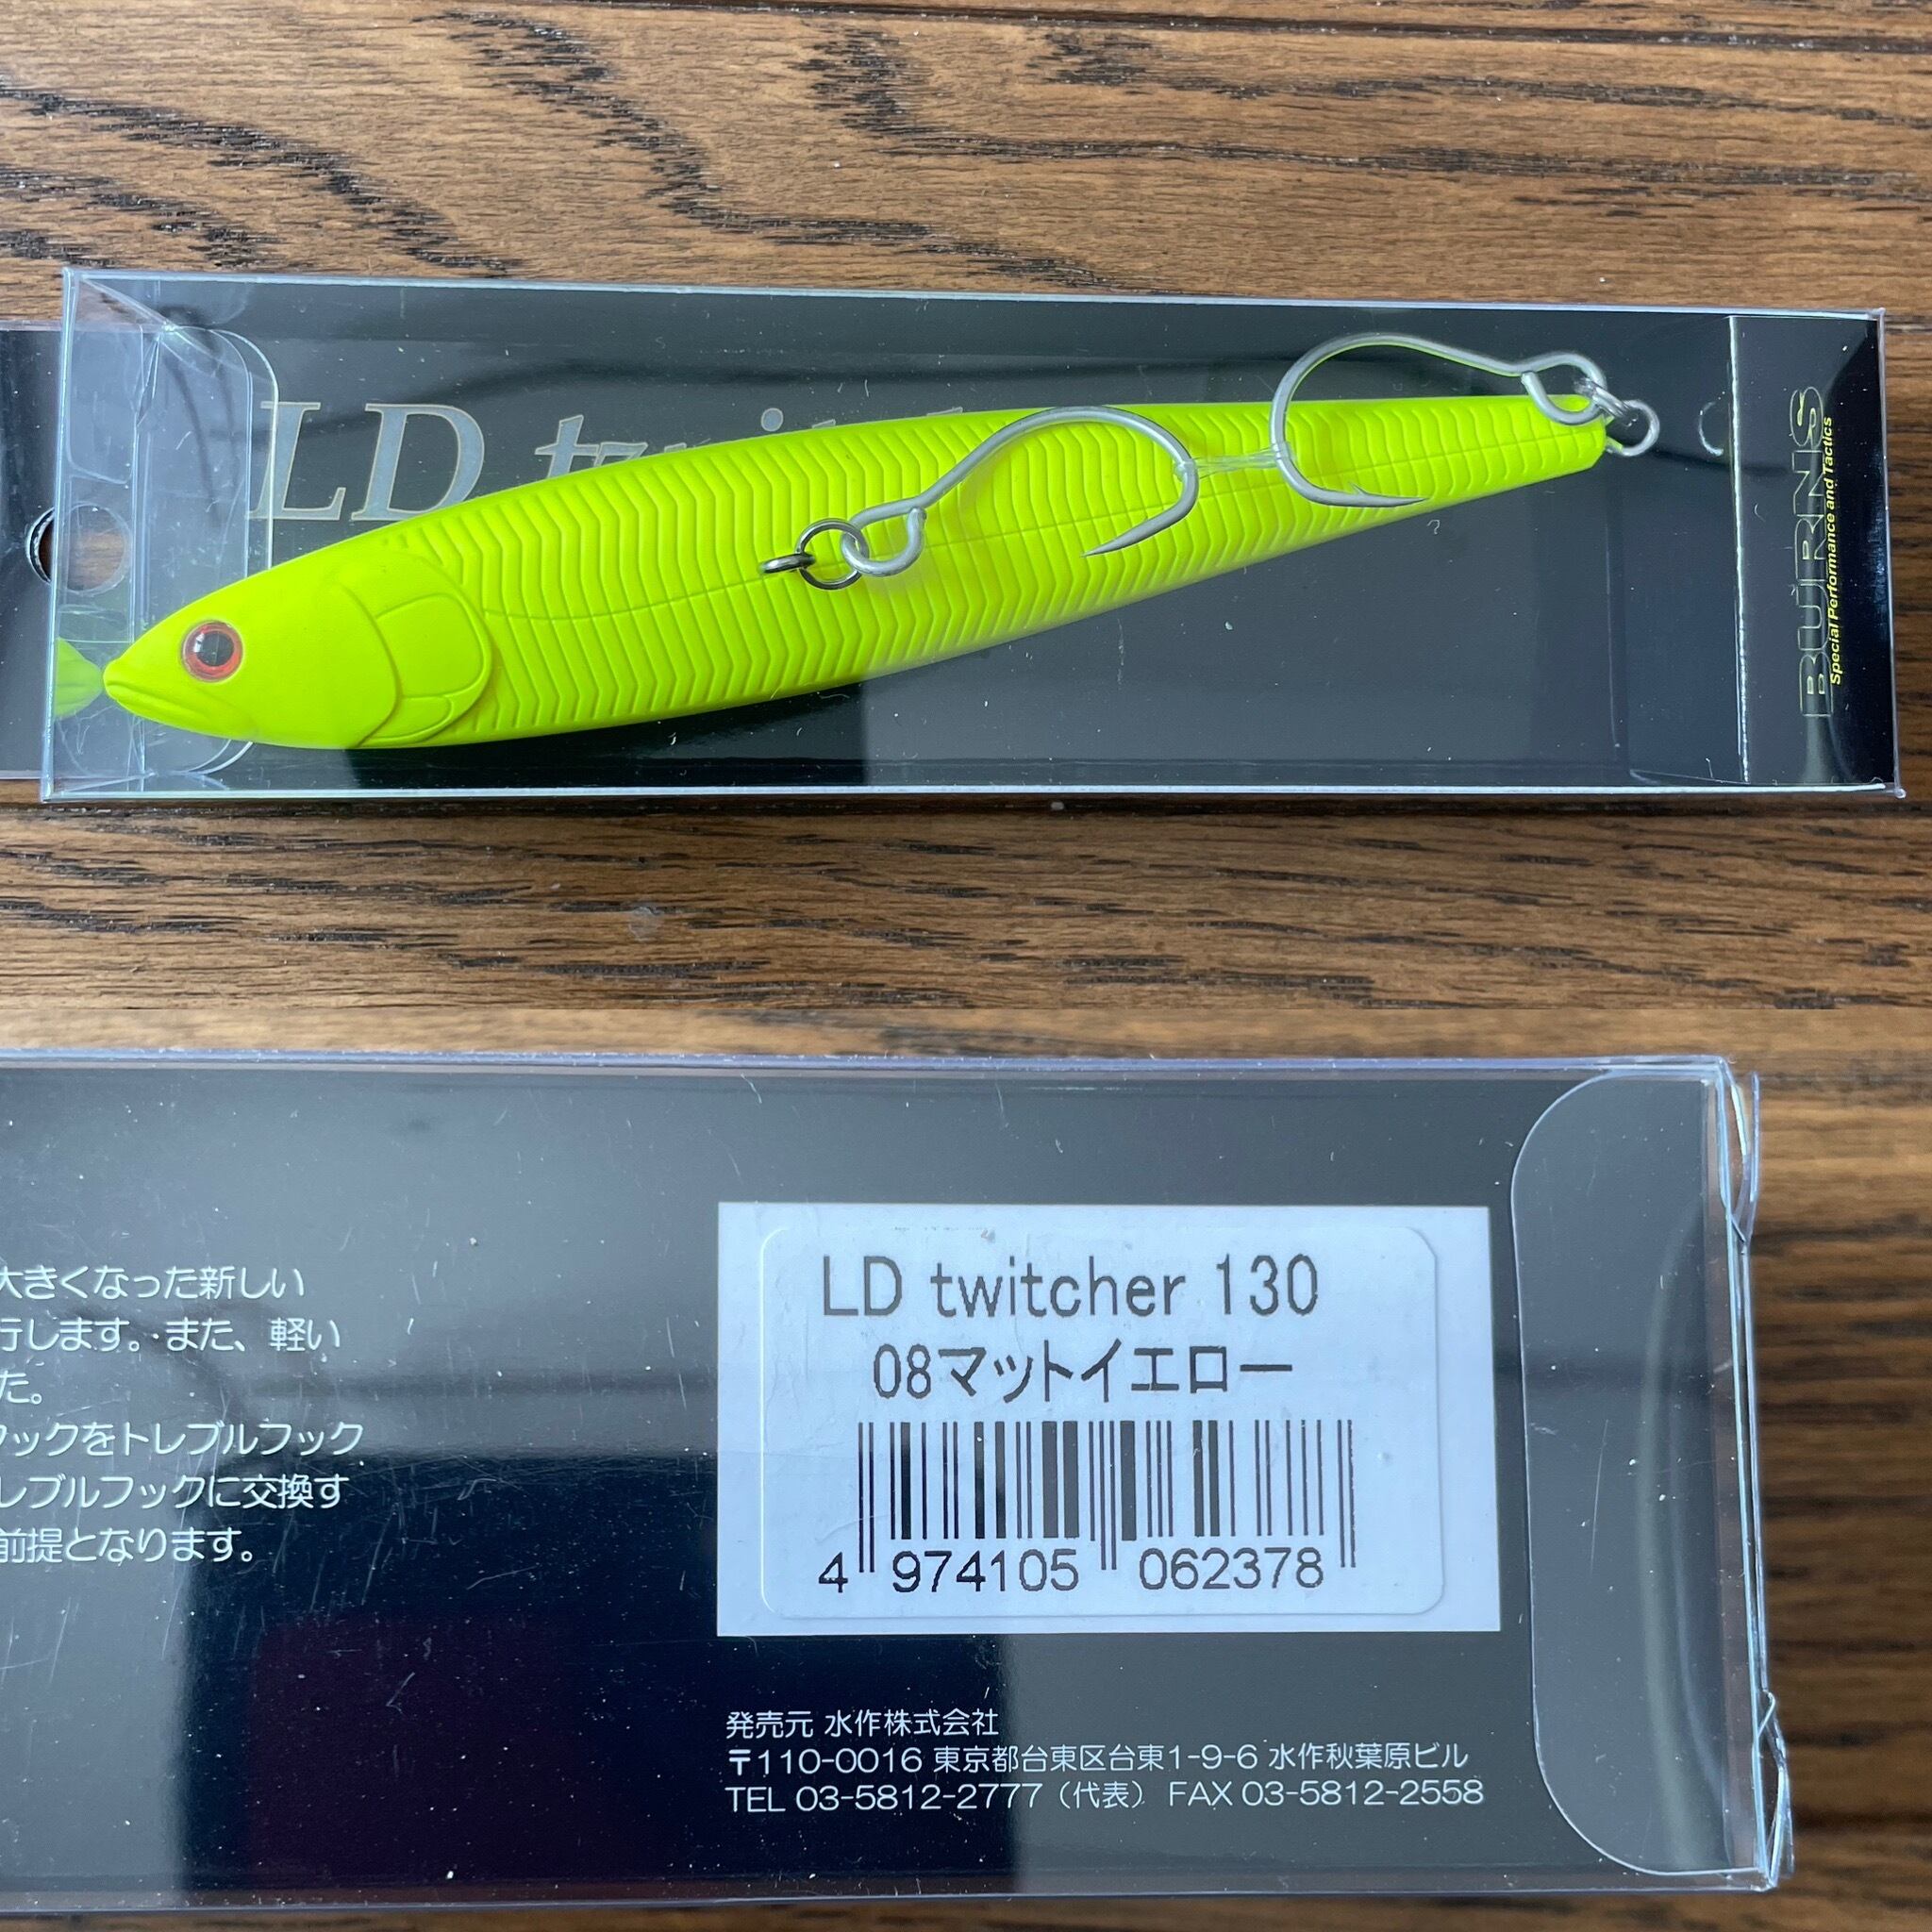 LD
BURNS
Special Performance and Tactics
大きくなった新しい
行します。また、軽い
た。
フックをトレブルフック
レブルフックに交換す
前提となります。
LD twitcher 130
08マットイエロー
4 974105 062378
発売元 水作株式会社
〒110-0016 東京都台東区台東1-9-6 水作秋葉原ビル
TEL 03-5812-2777（代表） FAX 03-5812-2558